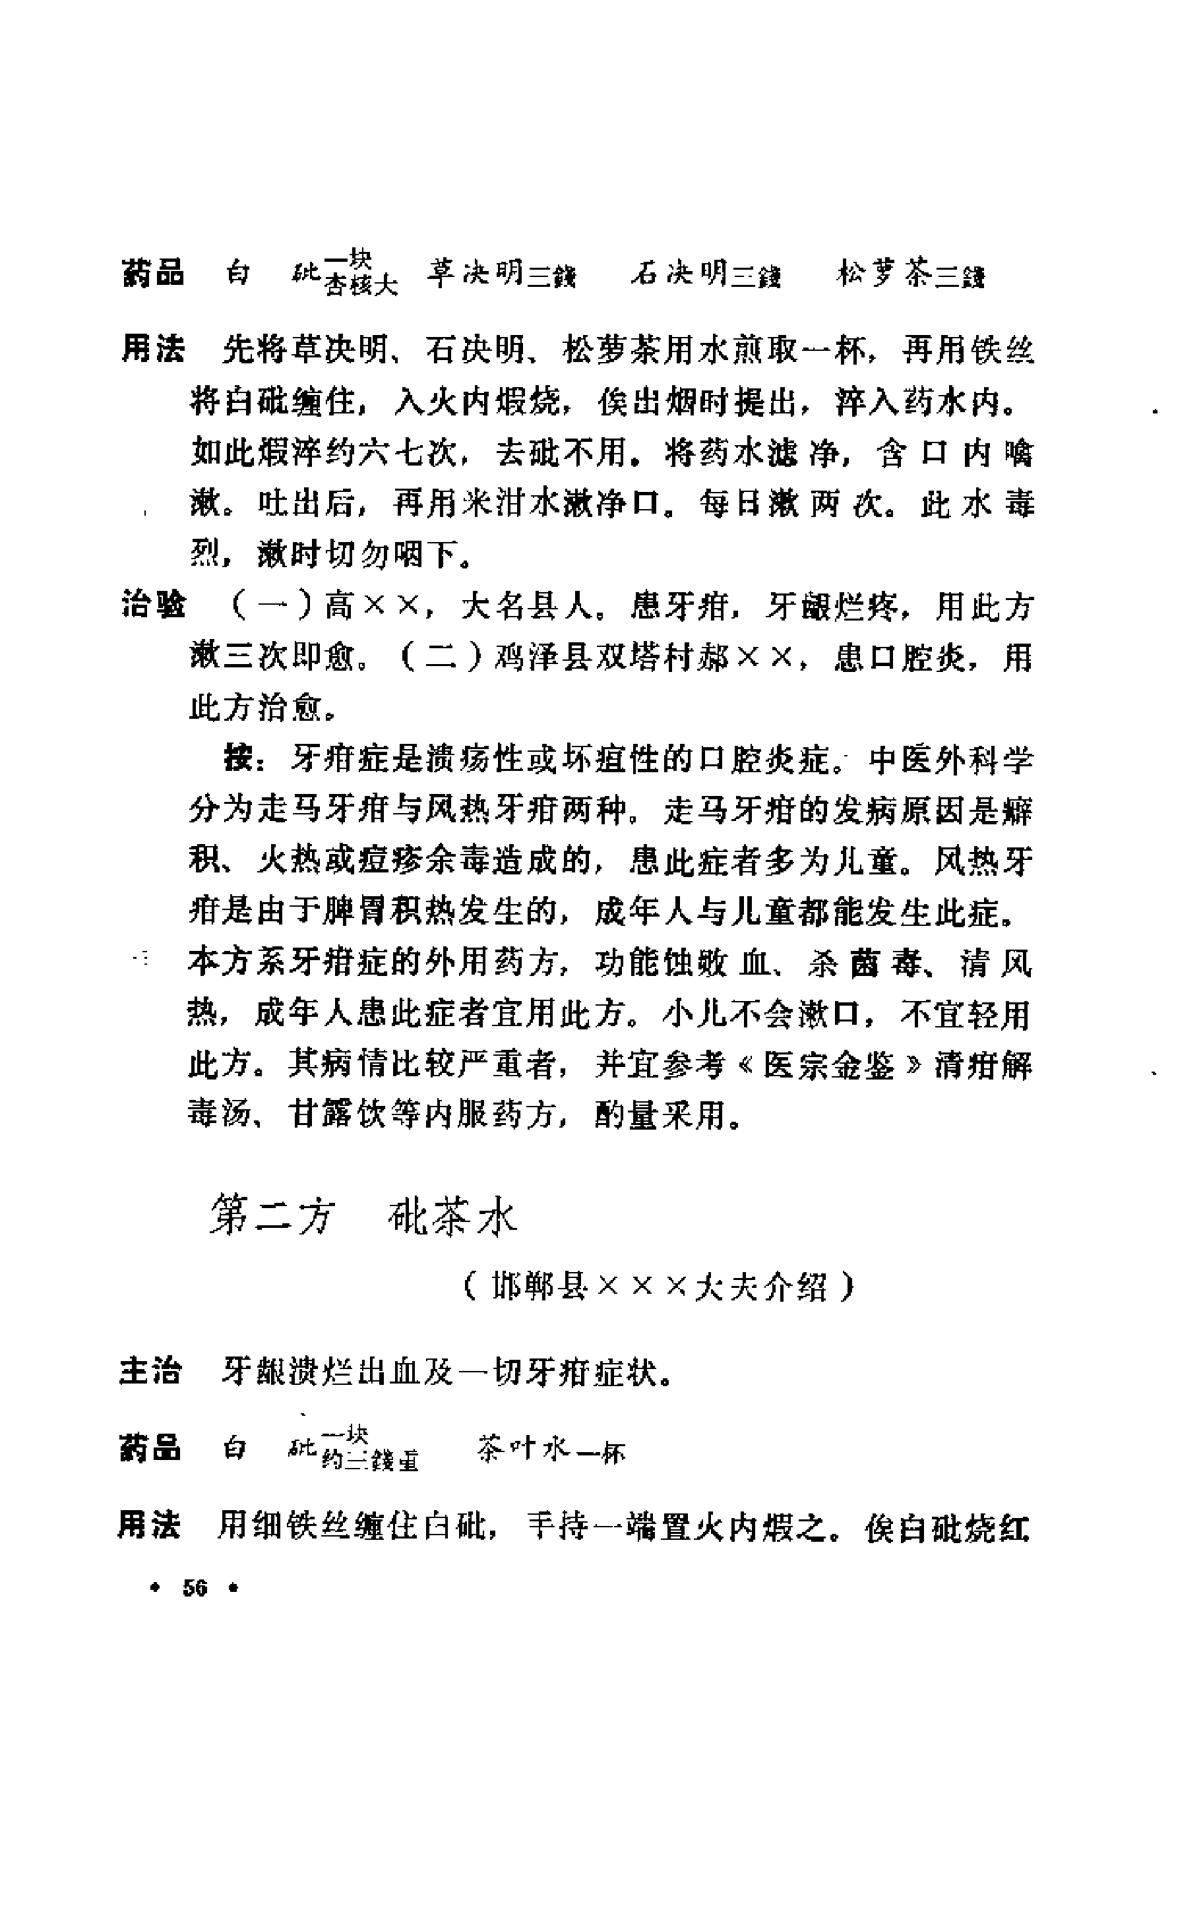 药品　白　砒一块杏核大　草决明三錢　石决明三錢　松萝茶三錢
用法　先将草决明、石决明、松萝茶用水煎取一杯，再用铁丝
将白砒缠住，入火内煅烧，俟出烟时提出，淬入药水内。
如此煅淬约六七次，去砒不用。将药水滤净，含口内噙
漱。吐出后，再用米泔水漱净口。每日漱两次。此水毒
烈，漱时切勿咽下。
治验　（一）高××，大名县人。患牙疳，牙龈烂疼，用此方
漱三次即愈。（二）鸡泽县双塔村郝××，患口腔炎，用
此方治愈。
按：牙疳症是溃疡性或坏疽性的口腔炎症。中医外科学
分为走马牙疳与风热牙疳两种。走马牙疳的发病原因是癖
积、火热或痘疹余毒造成的，患此症者多为儿童。风热牙
疳是由于脾胃积热发生的，成年人与儿童都能发生此症。
本方系牙疳症的外用药方，功能蚀败血、杀菌毒、清风
热，成年人患此症者宜用此方。小儿不会漱口，不宜轻用
此方。其病情比较严重者，并宜参考《医宗金鉴》清疳解
毒汤、甘露饮等内服药方，酌量采用。
第二方　砒茶水
（邯郸县×××大夫介绍）
主治　牙龈溃烂出血及一切牙疳症状。
药品　白　砒一块约三錢重　茶叶水一杯
用法　用细铁丝缠住白砒，手持一端置火内煅之。俟白砒烧红
• 56 •